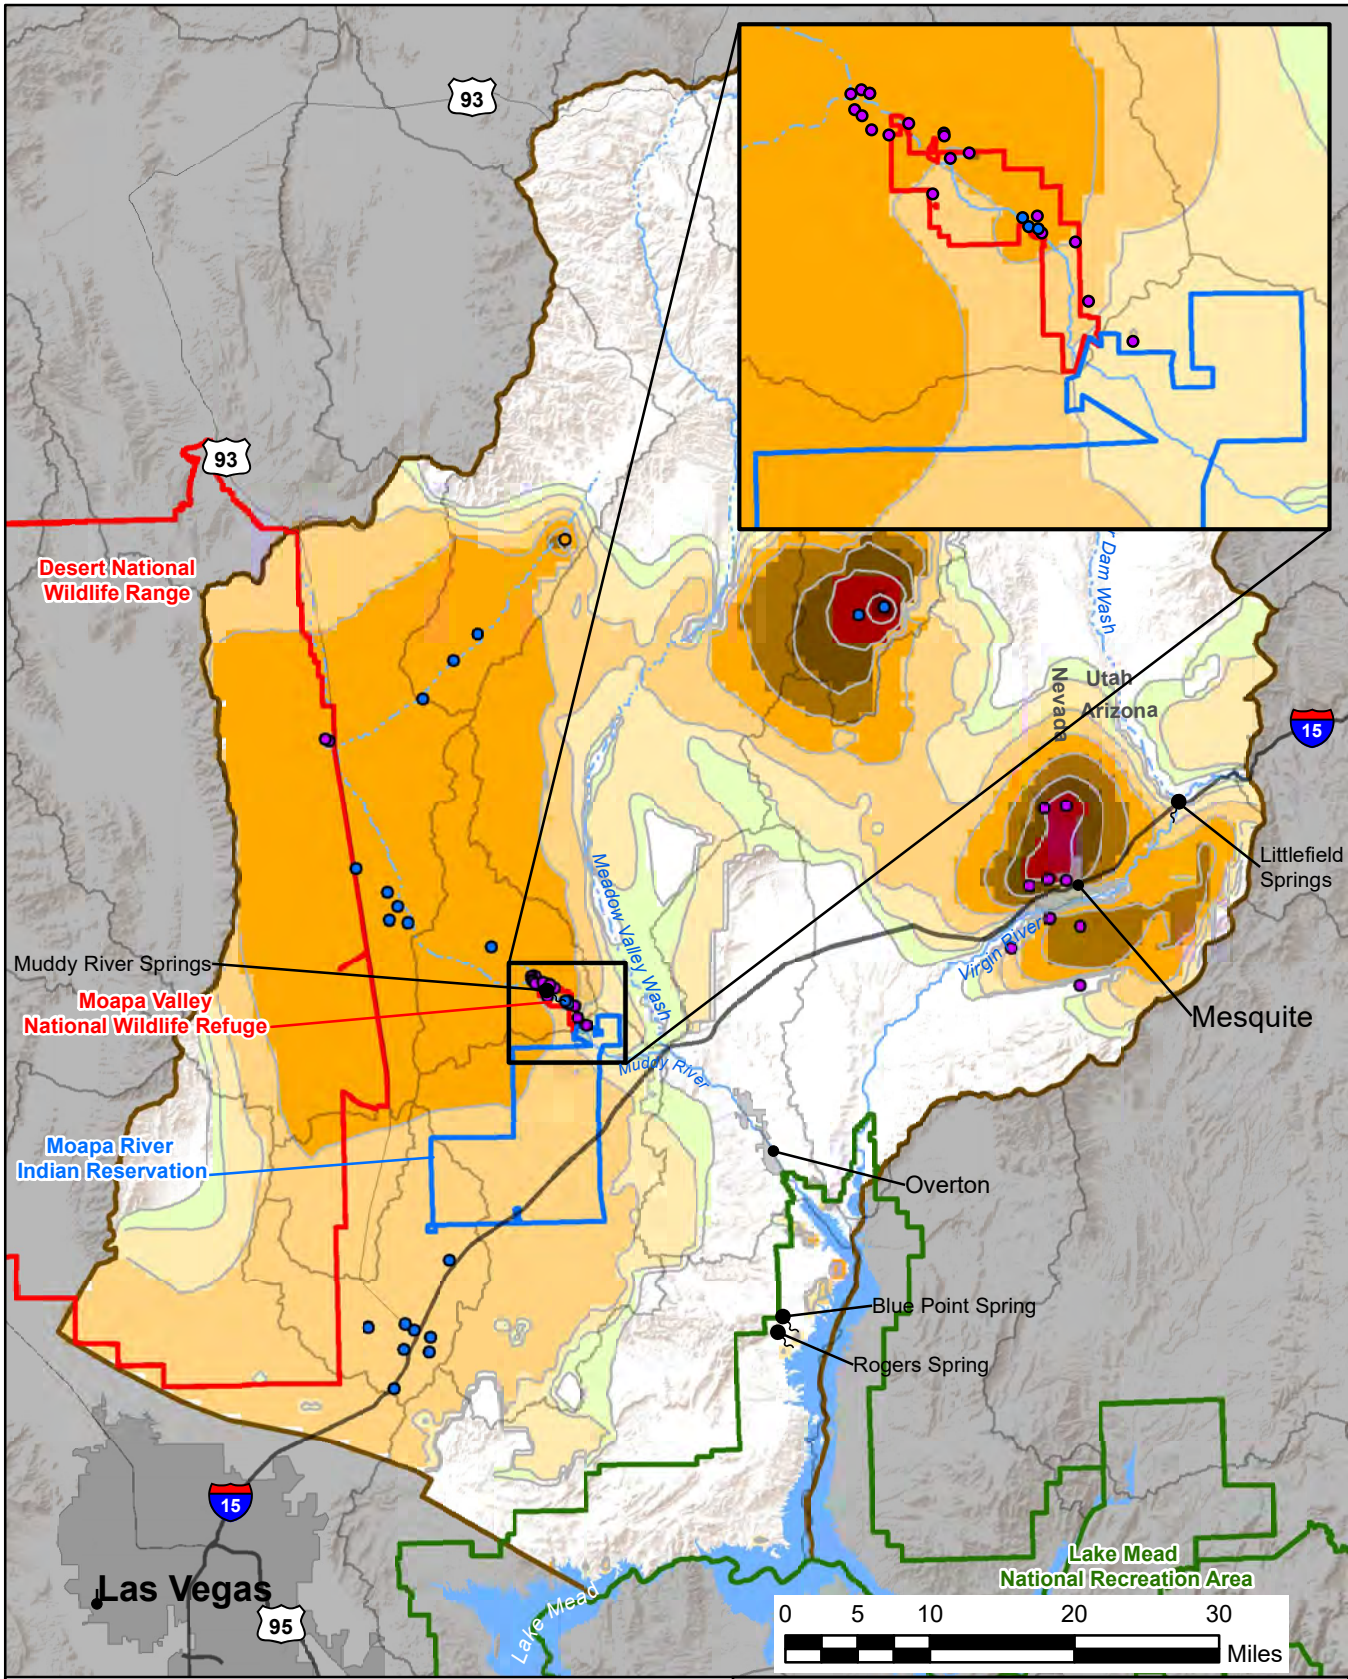 93
93
Desert National
Wildlife Range
r Dam Wash
Utah
Nevada
Arizona
15
Littlefield
Springs
Meadow Valley Wash
Virgin River
Muddy River Springs
Moapa Valley
National Wildlife Refuge
Mesquite
Muddy River
Moapa River
Indian Reservation
Overton
Blue Point Spring
Rogers Spring
15
Las Vegas
95
Lake Mead
Lake Mead
National Recreation Area
0 5 10 20 30
Miles